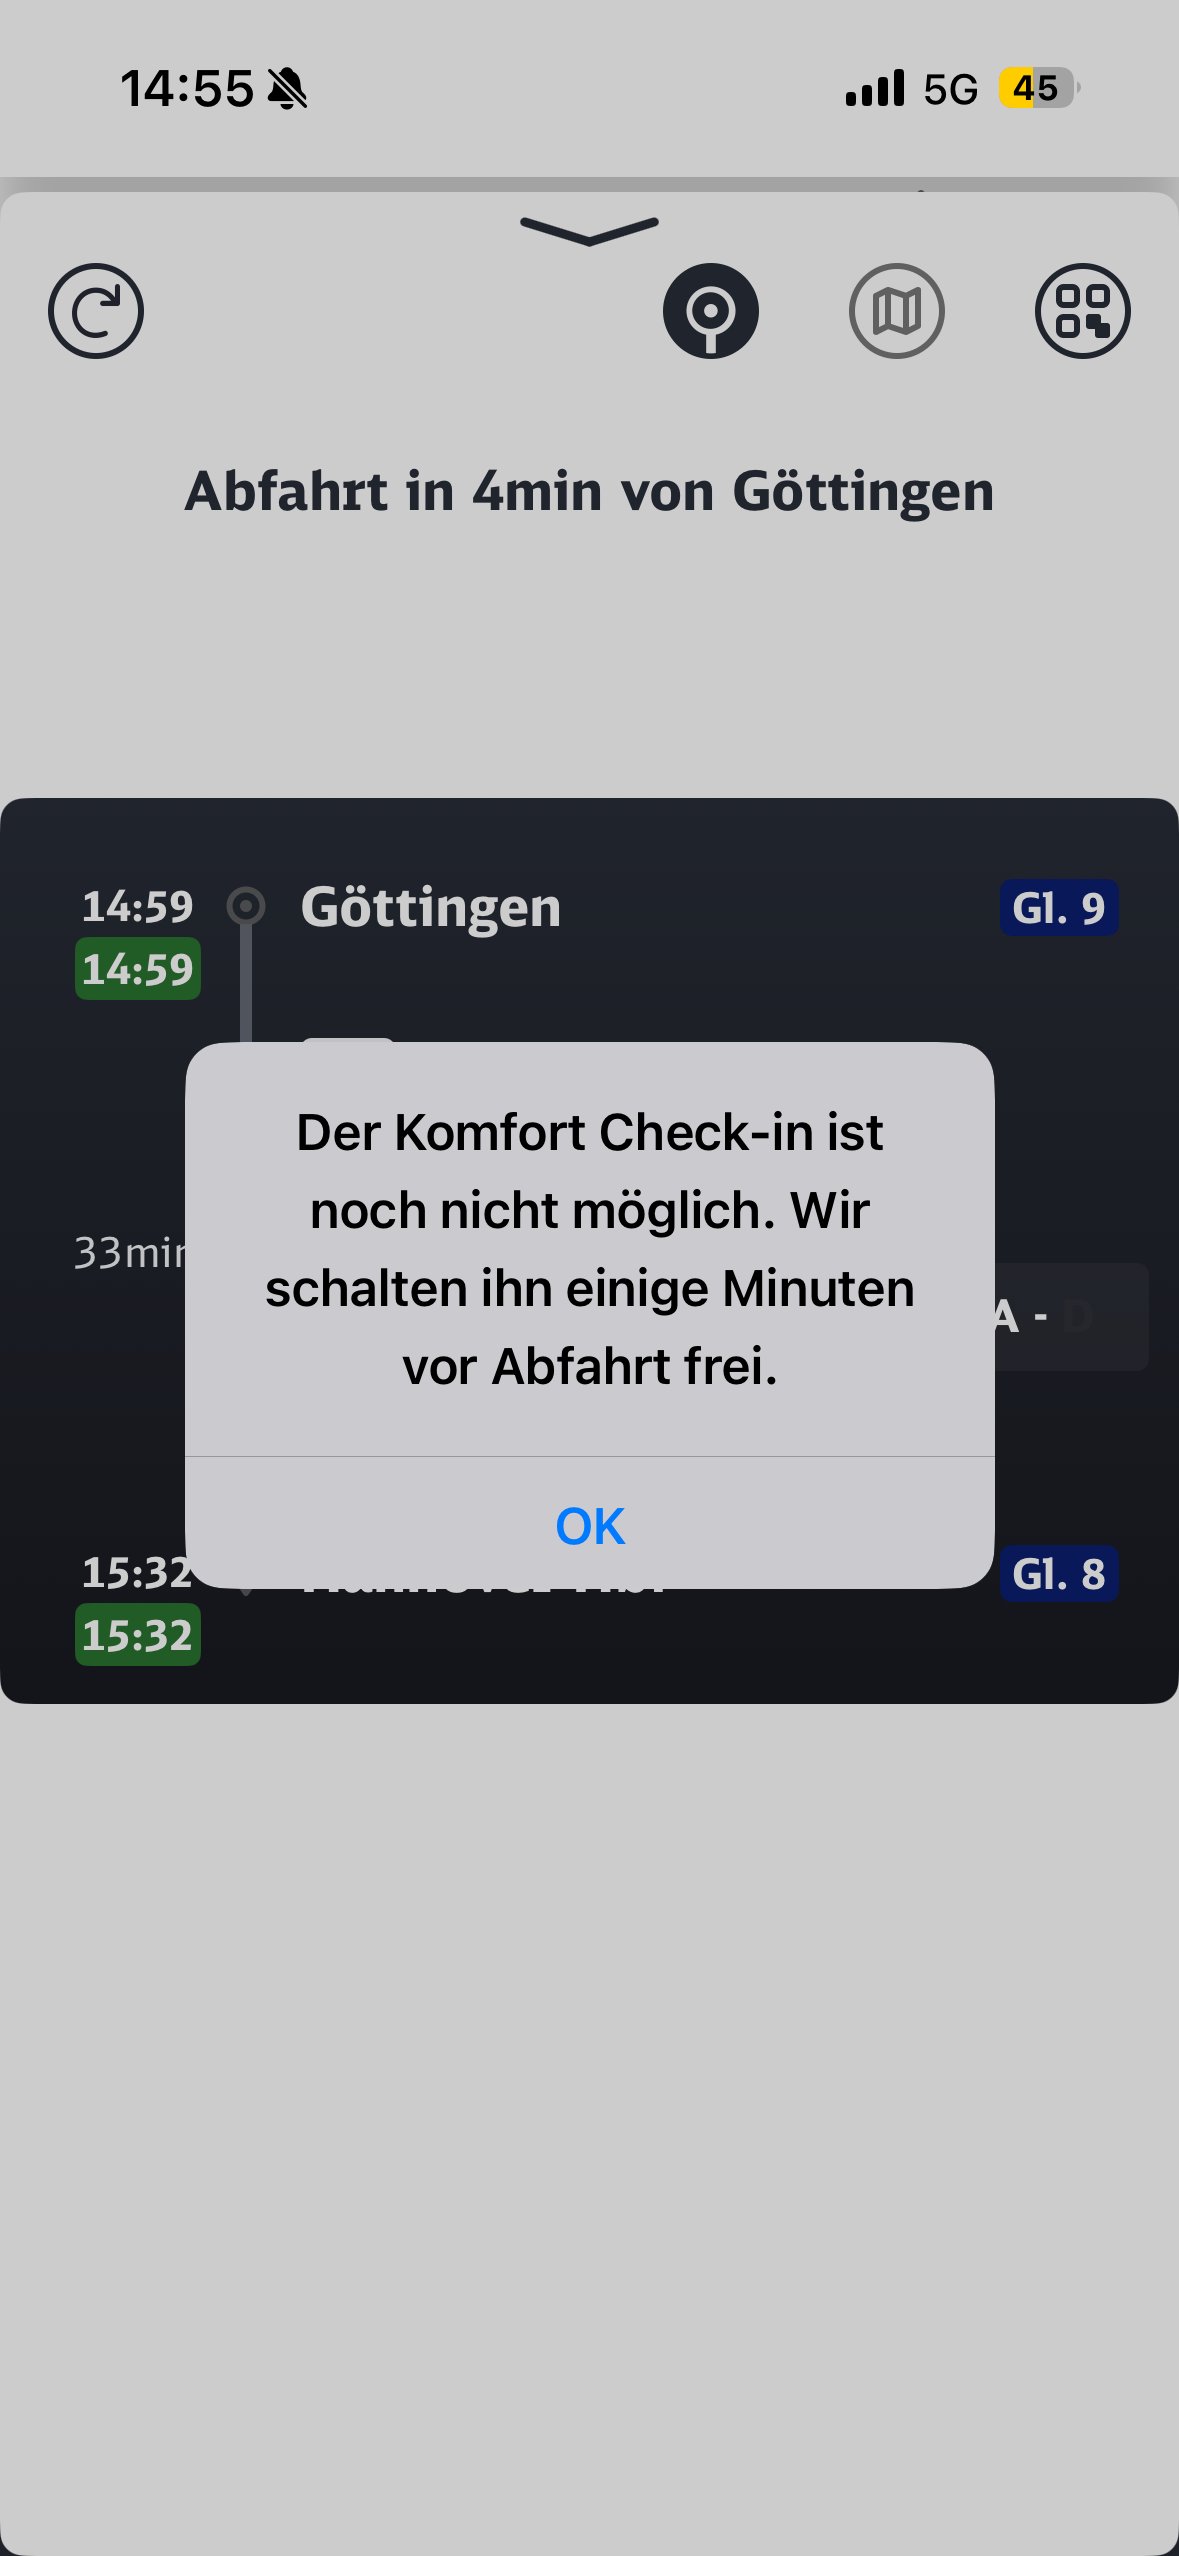 14:55
5G
45
Abfahrt in 4min von Göttingen
14:59
Göttingen
Gl. 9
14:59
Der Komfort Check-in ist
noch nicht möglich. Wir
schalten ihn einige Minuten
vor Abfahrt frei.
33min
A - D
OK
15:32
Gl. 8
15:32